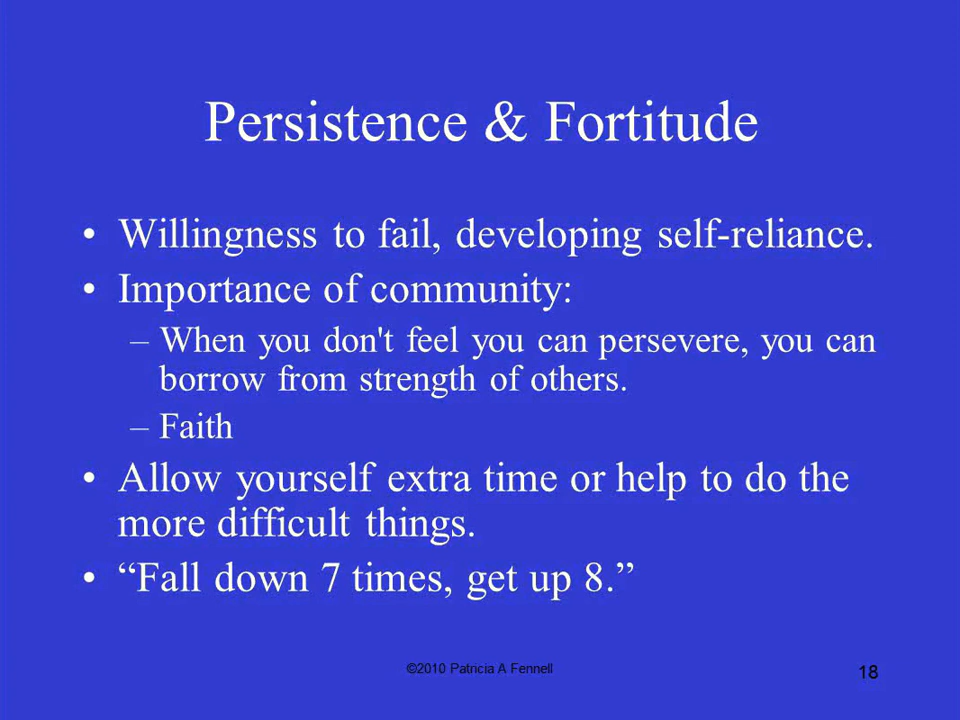 Persistence & Fortitude
• Willingness to fail, developing self-reliance.
• Importance of community:
– When you don't feel you can persevere, you can
borrow from strength of others.
– Faith
• Allow yourself extra time or help to do the
more difficult things.
• “Fall down 7 times, get up 8.”
©2010 Patricia A Fennell
18